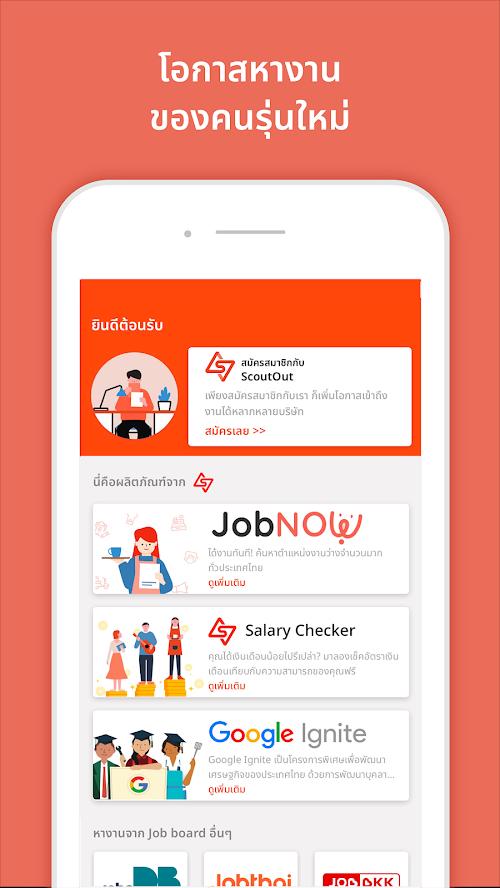 โอกาสหางาน
ของคนรุ่นใหม่
ยินดีต้อนรับ
สมัครสมาชิกกับ
ScoutOut
เพียงสมัครสมาชิกกับเรา ก็เพิ่มโอกาสเข้าถึง
งานได้หลากหลายบริษัท
สมัครเลย >>
นี่คือผลิตภัณฑ์จาก
JobNOW
ได้งานทันที! ค้นหาตำแหน่งงานว่างจำนวนมาก
ทั่วประเทศไทย
ดูเพิ่มเติม
Salary Checker
คุณได้เงินเดือนน้อยไปรึเปล่า? มาลองเช็คอัตราเงิน
เดือนเทียบกับความสามารถของคุณฟรี
ดูเพิ่มเติม
Google Ignite
Google Ignite เป็นโครงการพิเศษเพื่อพัฒนา
เศรษฐกิจของประเทศไทย ด้วยการพัฒนาบุคลา...
ดูเพิ่มเติม
G
หางานจาก Job board อื่นๆ
DB
Jobthai
JOBBKK